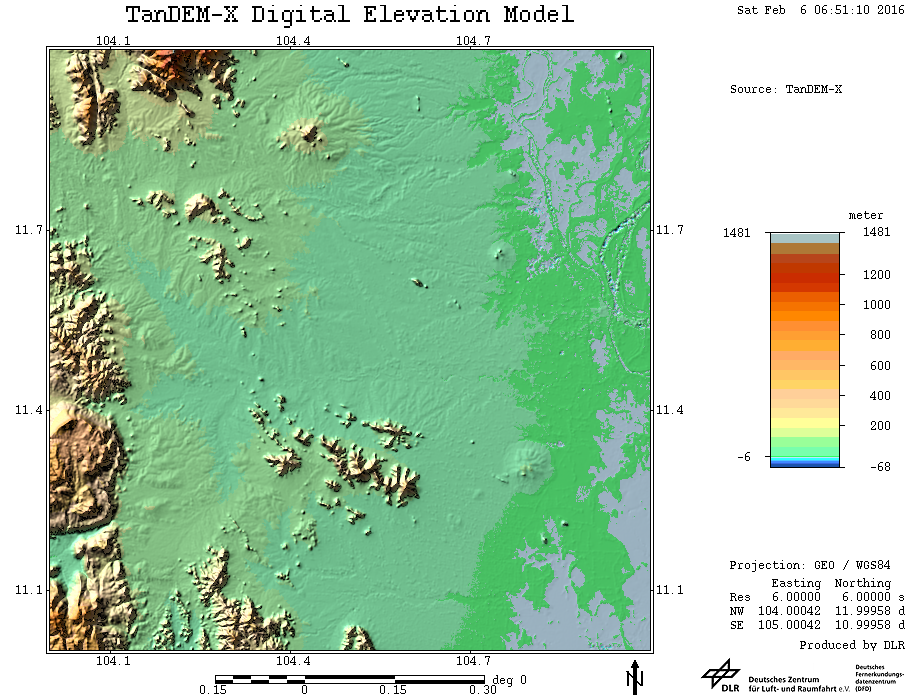 TanDEM-X Digital Elevation Model
Sat Feb  6 06:51:10 2016
104.1 104.4 104.7
Source: TanDEM-X
meter
1481 1481
11.7 11.7
1200
1000
800
600
400
11.4 11.4
200
-6
-68
Projection: GEO / WGS84
Easting Northing
11.1 11.1
Res 6.00000 6.00000 s
NW 104.00042 11.99958 d
SE 105.00042 10.99958 d
Produced by DLR
104.1 104.4 104.7
deg 0
0.15 0 0.15 0.30
N
DLR
Deutsches Zentrum
für Luft- und Raumfahrt e.V.
Deutsches
Fernerkundungs-
datenzentrum
(DFD)